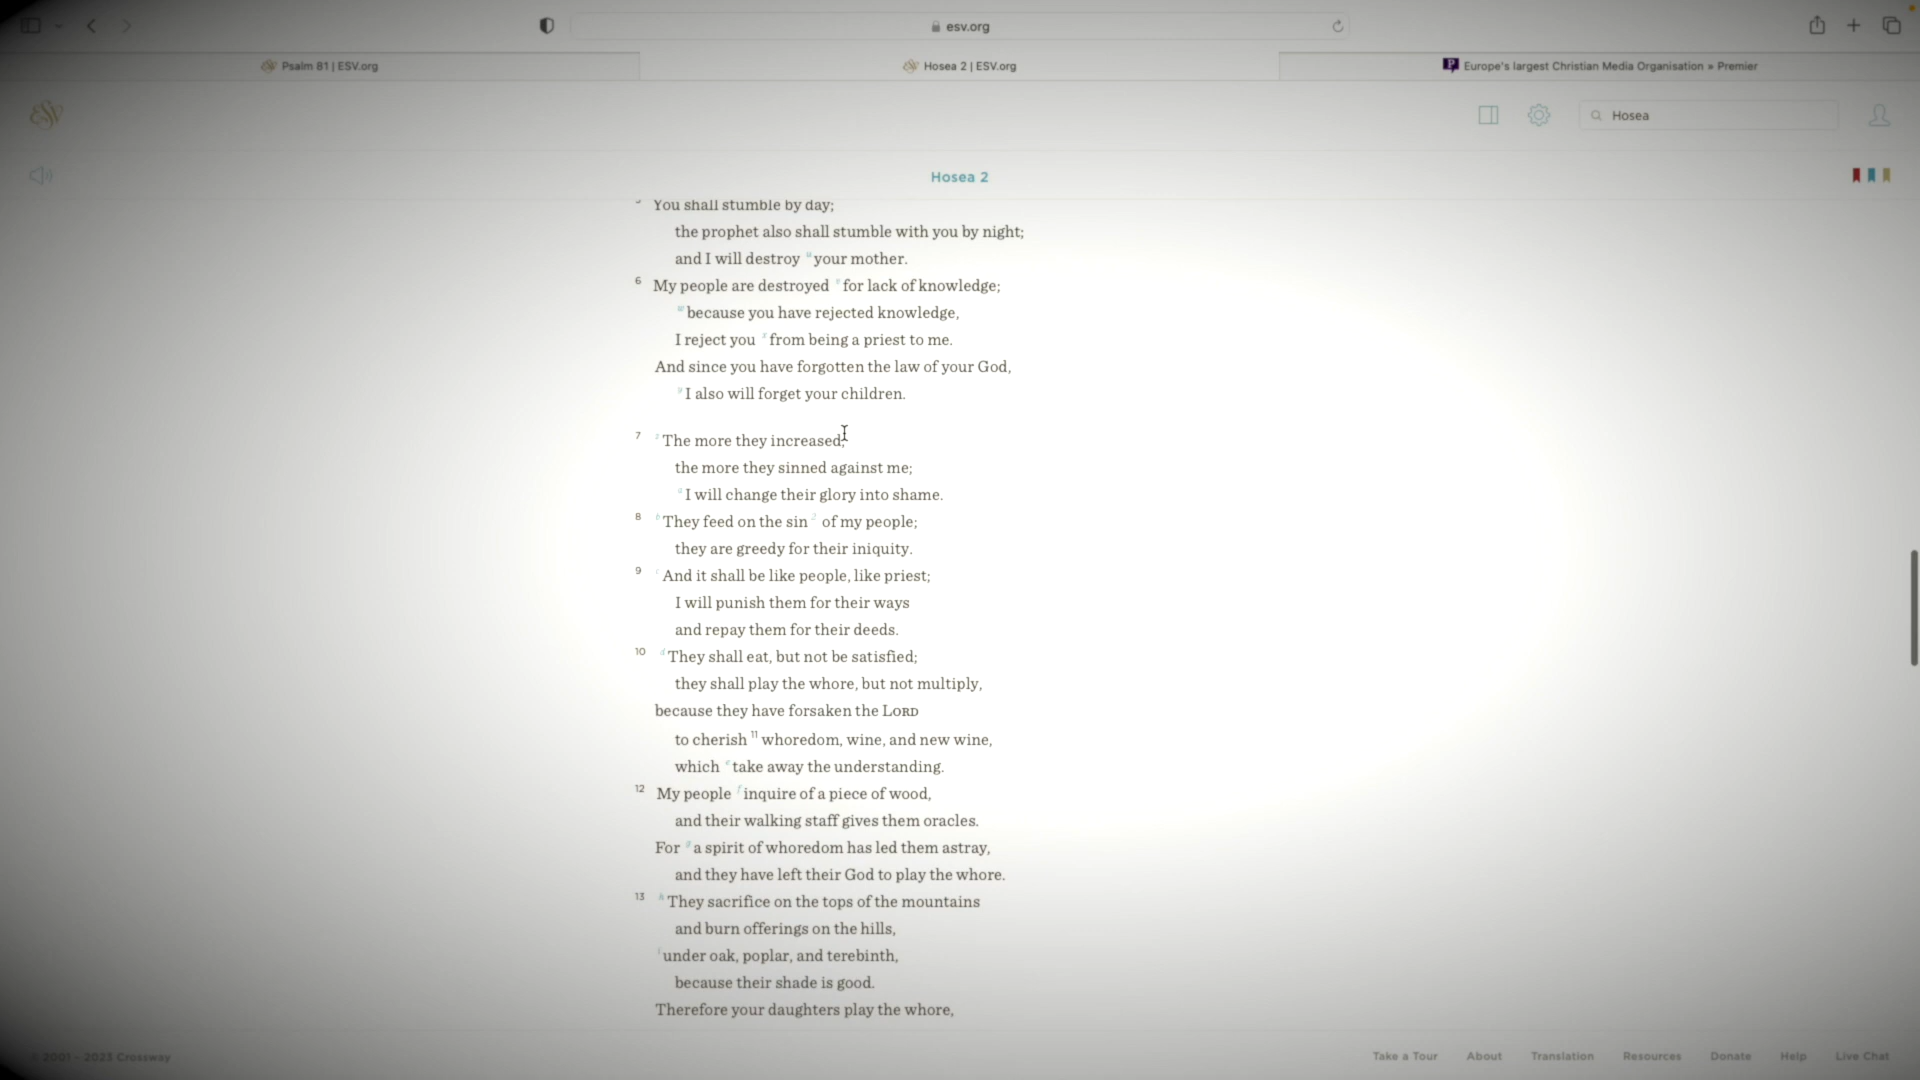 esv.org
Psalm 81 | ESV.org
Hosea 2 | ESV.org
Europe's largest Christian Media Organisation » Premier
ESV
Hosea
Hosea 2
5 You shall stumble by day;
the prophet also shall stumble with you by night;
and I will destroy u your mother.
6 My people are destroyed v for lack of knowledge;
w because you have rejected knowledge,
I reject you x from being a priest to me.
And since you have forgotten the law of your God,
y I also will forget your children.
7 z The more they increased,
the more they sinned against me;
a I will change their glory into shame.
8 b They feed on the sin 2 of my people;
they are greedy for their iniquity.
9 c And it shall be like people, like priest;
I will punish them for their ways
and repay them for their deeds.
10 d They shall eat, but not be satisfied;
they shall play the whore, but not multiply,
because they have forsaken the LORD
to cherish 11 whoredom, wine, and new wine,
which e take away the understanding.
12 My people f inquire of a piece of wood,
and their walking staff gives them oracles.
For g a spirit of whoredom has led them astray,
and they have left their God to play the whore.
13 h They sacrifice on the tops of the mountains
and burn offerings on the hills,
i under oak, poplar, and terebinth,
because their shade is good.
Therefore your daughters play the whore,
© 2001 – 2023 Crossway
Take a Tour About Translation Resources Donate Help Live Chat